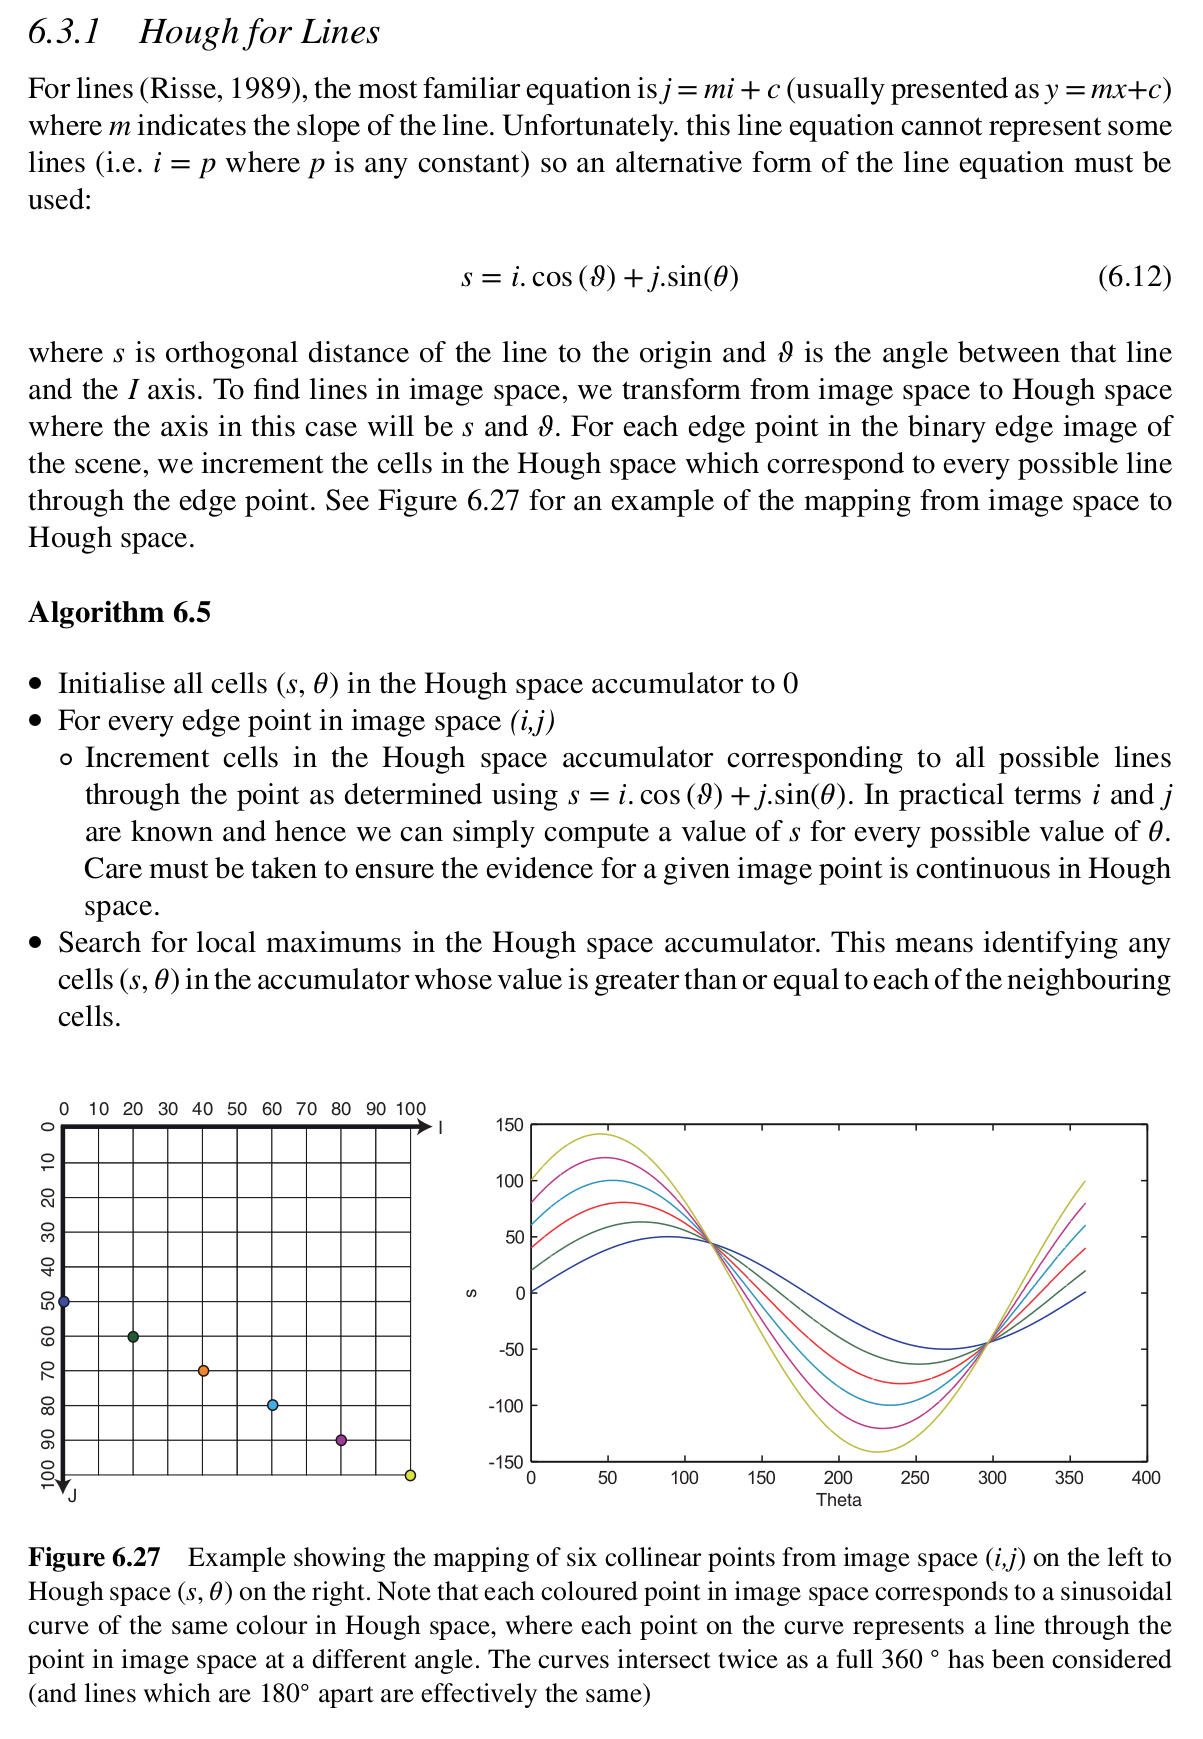 6.3.1 Hough for Lines
For lines (Risse, 1989), the most familiar equation is j = mi + c (usually presented as y = mx+c)
where m indicates the slope of the line. Unfortunately. this line equation cannot represent some
lines (i.e. i = p where p is any constant) so an alternative form of the line equation must be
used:
s = i. cos (ϑ) + j.sin(θ) (6.12)
where s is orthogonal distance of the line to the origin and ϑ is the angle between that line
and the I axis. To find lines in image space, we transform from image space to Hough space
where the axis in this case will be s and ϑ. For each edge point in the binary edge image of
the scene, we increment the cells in the Hough space which correspond to every possible line
through the edge point. See Figure 6.27 for an example of the mapping from image space to
Hough space.
Algorithm 6.5
• Initialise all cells (s, θ) in the Hough space accumulator to 0
• For every edge point in image space (i,j)
∘ Increment cells in the Hough space accumulator corresponding to all possible lines
through the point as determined using s = i. cos (ϑ) + j.sin(θ). In practical terms i and j
are known and hence we can simply compute a value of s for every possible value of θ.
Care must be taken to ensure the evidence for a given image point is continuous in Hough
space.
• Search for local maximums in the Hough space accumulator. This means identifying any
cells (s, θ) in the accumulator whose value is greater than or equal to each of the neighbouring
cells.
0 10 20 30 40 50 60 70 80 90 100
I
0
10
20
30
40
50
60
70
80
90
100
J
150
100
50
0
-50
-100
-150
s
0 50 100 150 200 250 300 350 400
Theta
Figure 6.27 Example showing the mapping of six collinear points from image space (i,j) on the left to
Hough space (s, θ) on the right. Note that each coloured point in image space corresponds to a sinusoidal
curve of the same colour in Hough space, where each point on the curve represents a line through the
point in image space at a different angle. The curves intersect twice as a full 360 ° has been considered
(and lines which are 180° apart are effectively the same)